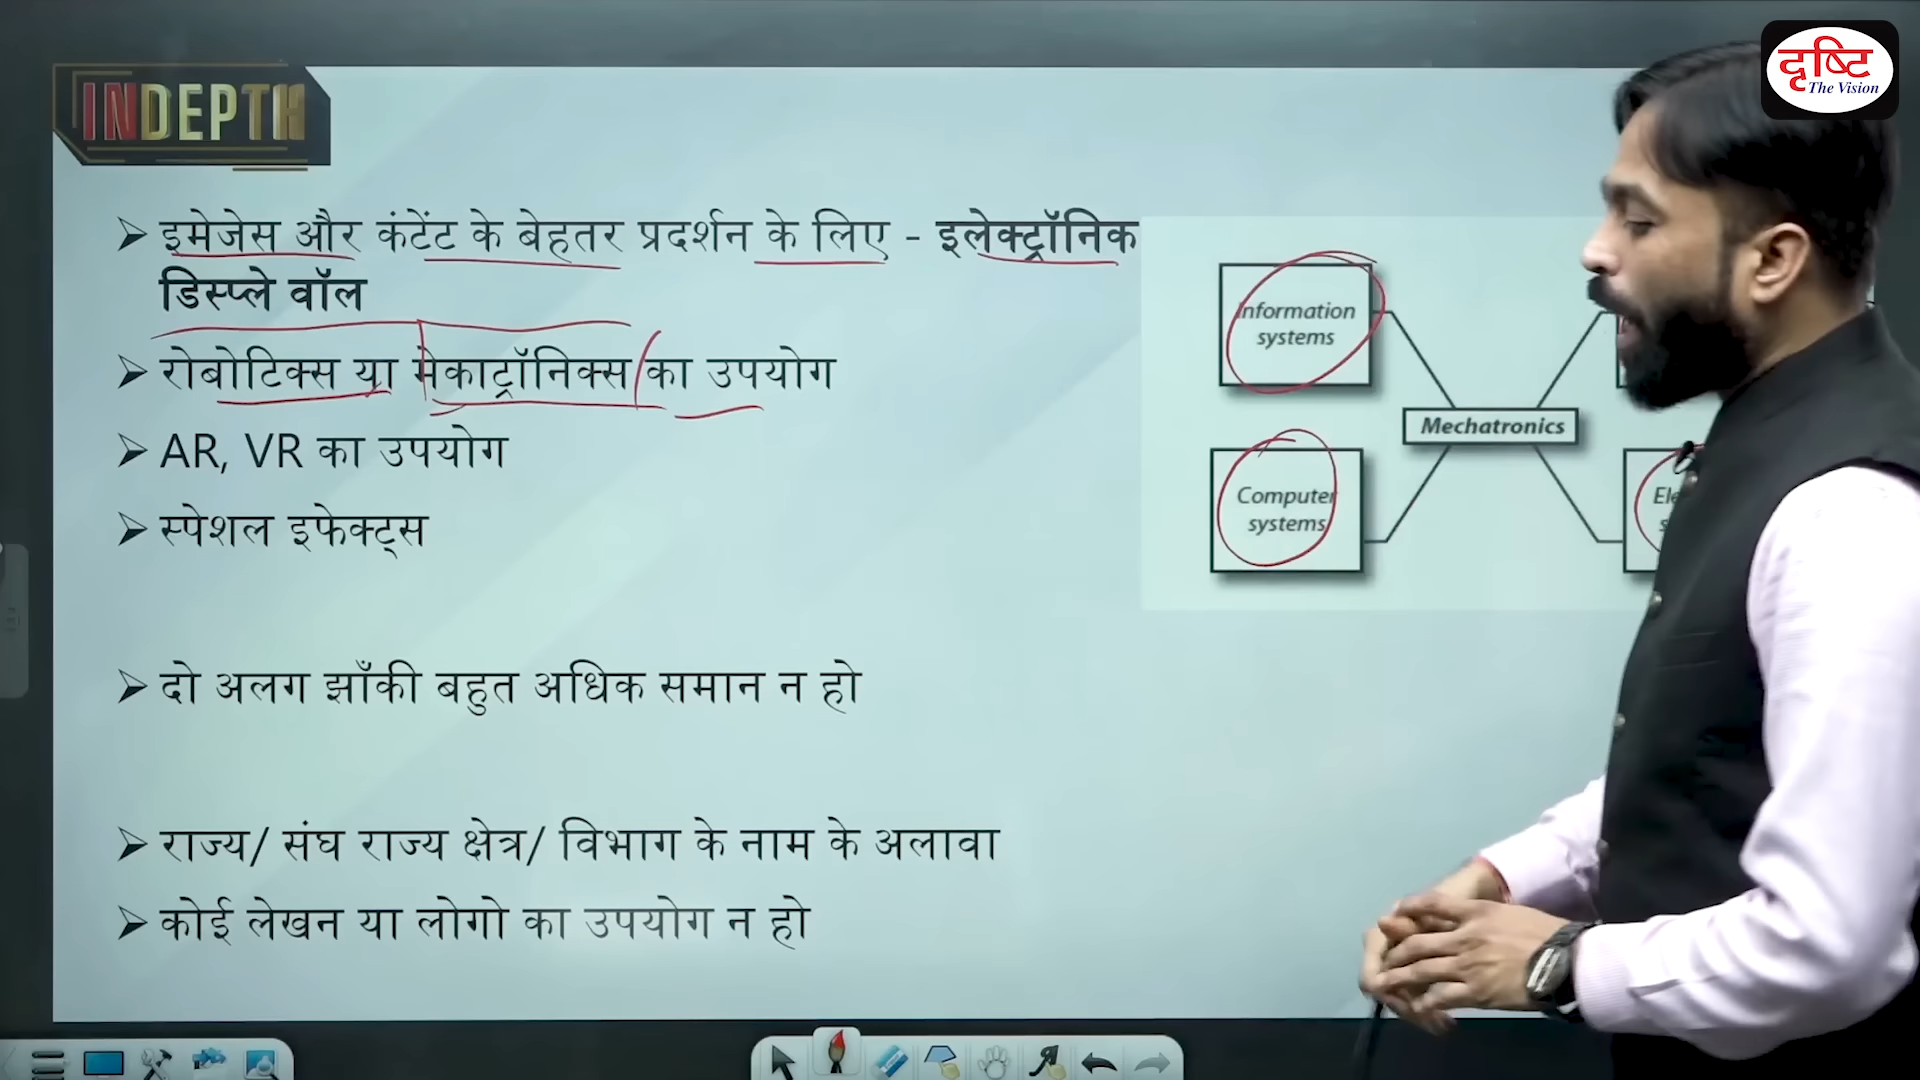 दृष्टि
The Vision
INDEPTH
➢ इमेजेस और कंटेंट के बेहतर प्रदर्शन के लिए - इलेक्ट्रॉनिक
डिस्प्ले वॉल
➢ रोबोटिक्स या मेकाट्रॉनिक्स का उपयोग
➢ AR, VR का उपयोग
➢ स्पेशल इफेक्ट्स
➢ दो अलग झाँकी बहुत अधिक समान न हो
➢ राज्य/ संघ राज्य क्षेत्र/ विभाग के नाम के अलावा
➢ कोई लेखन या लोगो का उपयोग न हो
Information
systems
Mechatronics
Computer
systems